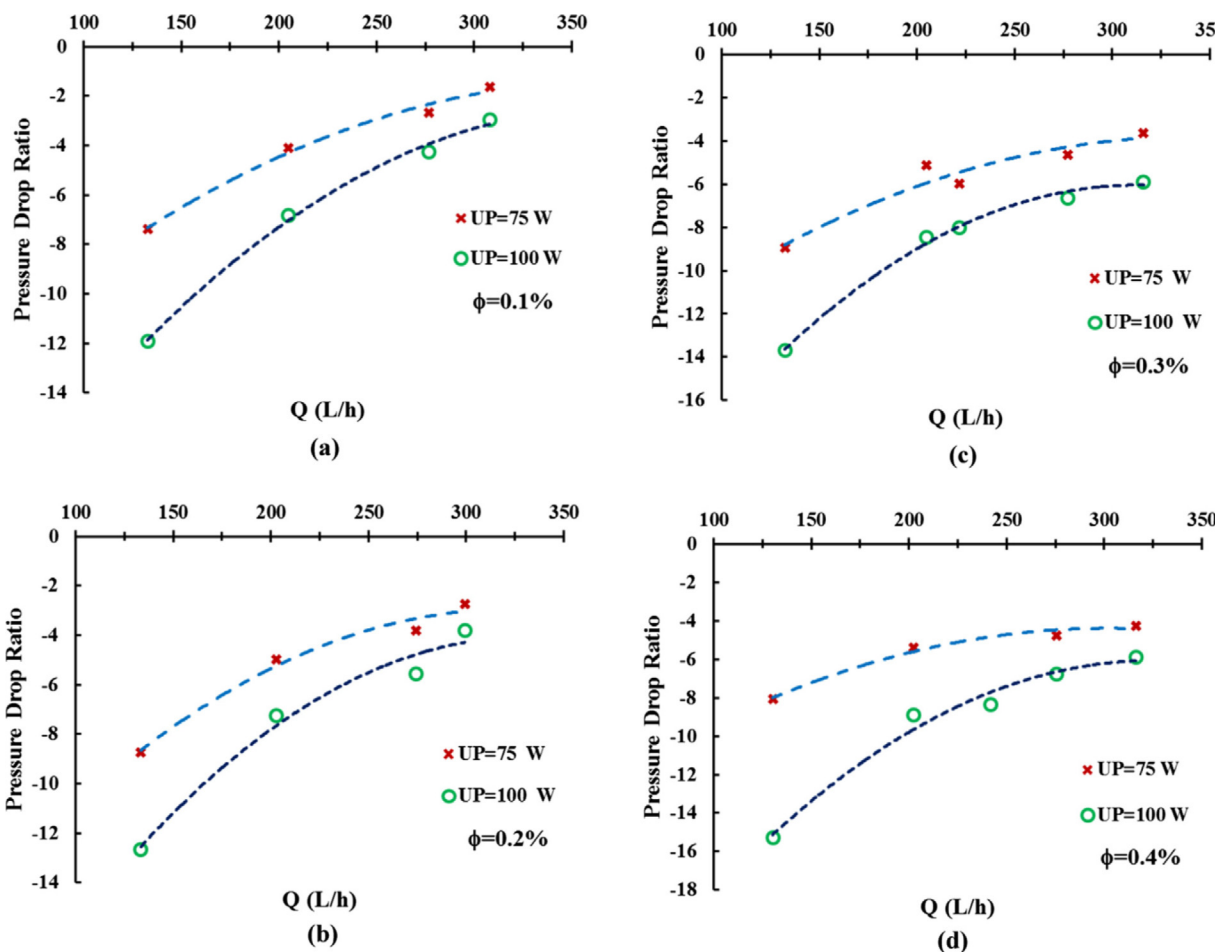 100 150 200 250 300 350
0
-2
-4
-6
-8
-10
-12
-14
Pressure Drop Ratio
UP=75 W
UP=100 W
ϕ=0.1%
Q (L/h)
(a)
100 150 200 250 300 350
0
-2
-4
-6
-8
-10
-12
-14
-16
Pressure Drop Ratio
UP=75 W
UP=100 W
ϕ=0.3%
Q (L/h)
(c)
100 150 200 250 300 350
0
-2
-4
-6
-8
-10
-12
-14
Pressure Drop Ratio
UP=75 W
UP=100 W
ϕ=0.2%
Q (L/h)
(b)
100 150 200 250 300 350
0
-2
-4
-6
-8
-10
-12
-14
-16
-18
Pressure Drop Ratio
UP=75 W
UP=100 W
ϕ=0.4%
Q (L/h)
(d)